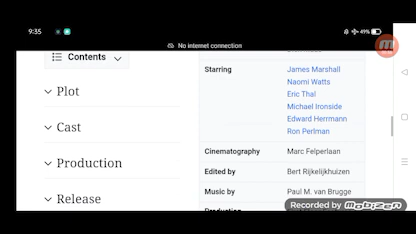 9:35
49%
No internet connection
Contents
Plot
Cast
Production
Release
Starring
James Marshall
Naomi Watts
Eric Thal
Michael Ironside
Edward Herrmann
Ron Perlman
Cinematography Marc Felperlaan
Edited by Bert Rijkelijkhuizen
Music by Paul M. van Brugge
Production
Recorded by Mobizen